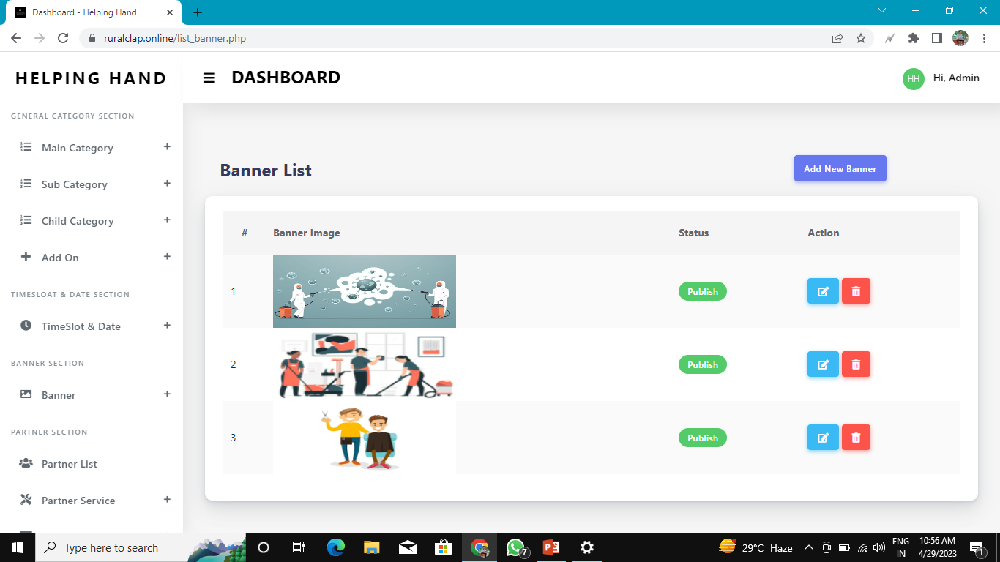 Dashboard - Helping Hand
ruralclap.online/list_banner.php
HELPING HAND
DASHBOARD
HH
Hi, Admin
GENERAL CATEGORY SECTION
Main Category
Sub Category
Child Category
Add On
TIMESLOAT & DATE SECTION
TimeSlot & Date
BANNER SECTION
Banner
PARTNER SECTION
Partner List
Partner Service
Banner List
Add New Banner
# Banner Image Status Action
1 Publish
2 Publish
3 Publish
Type here to search
7
29°C Haze
ENG
IN
10:56 AM
4/29/2023
1